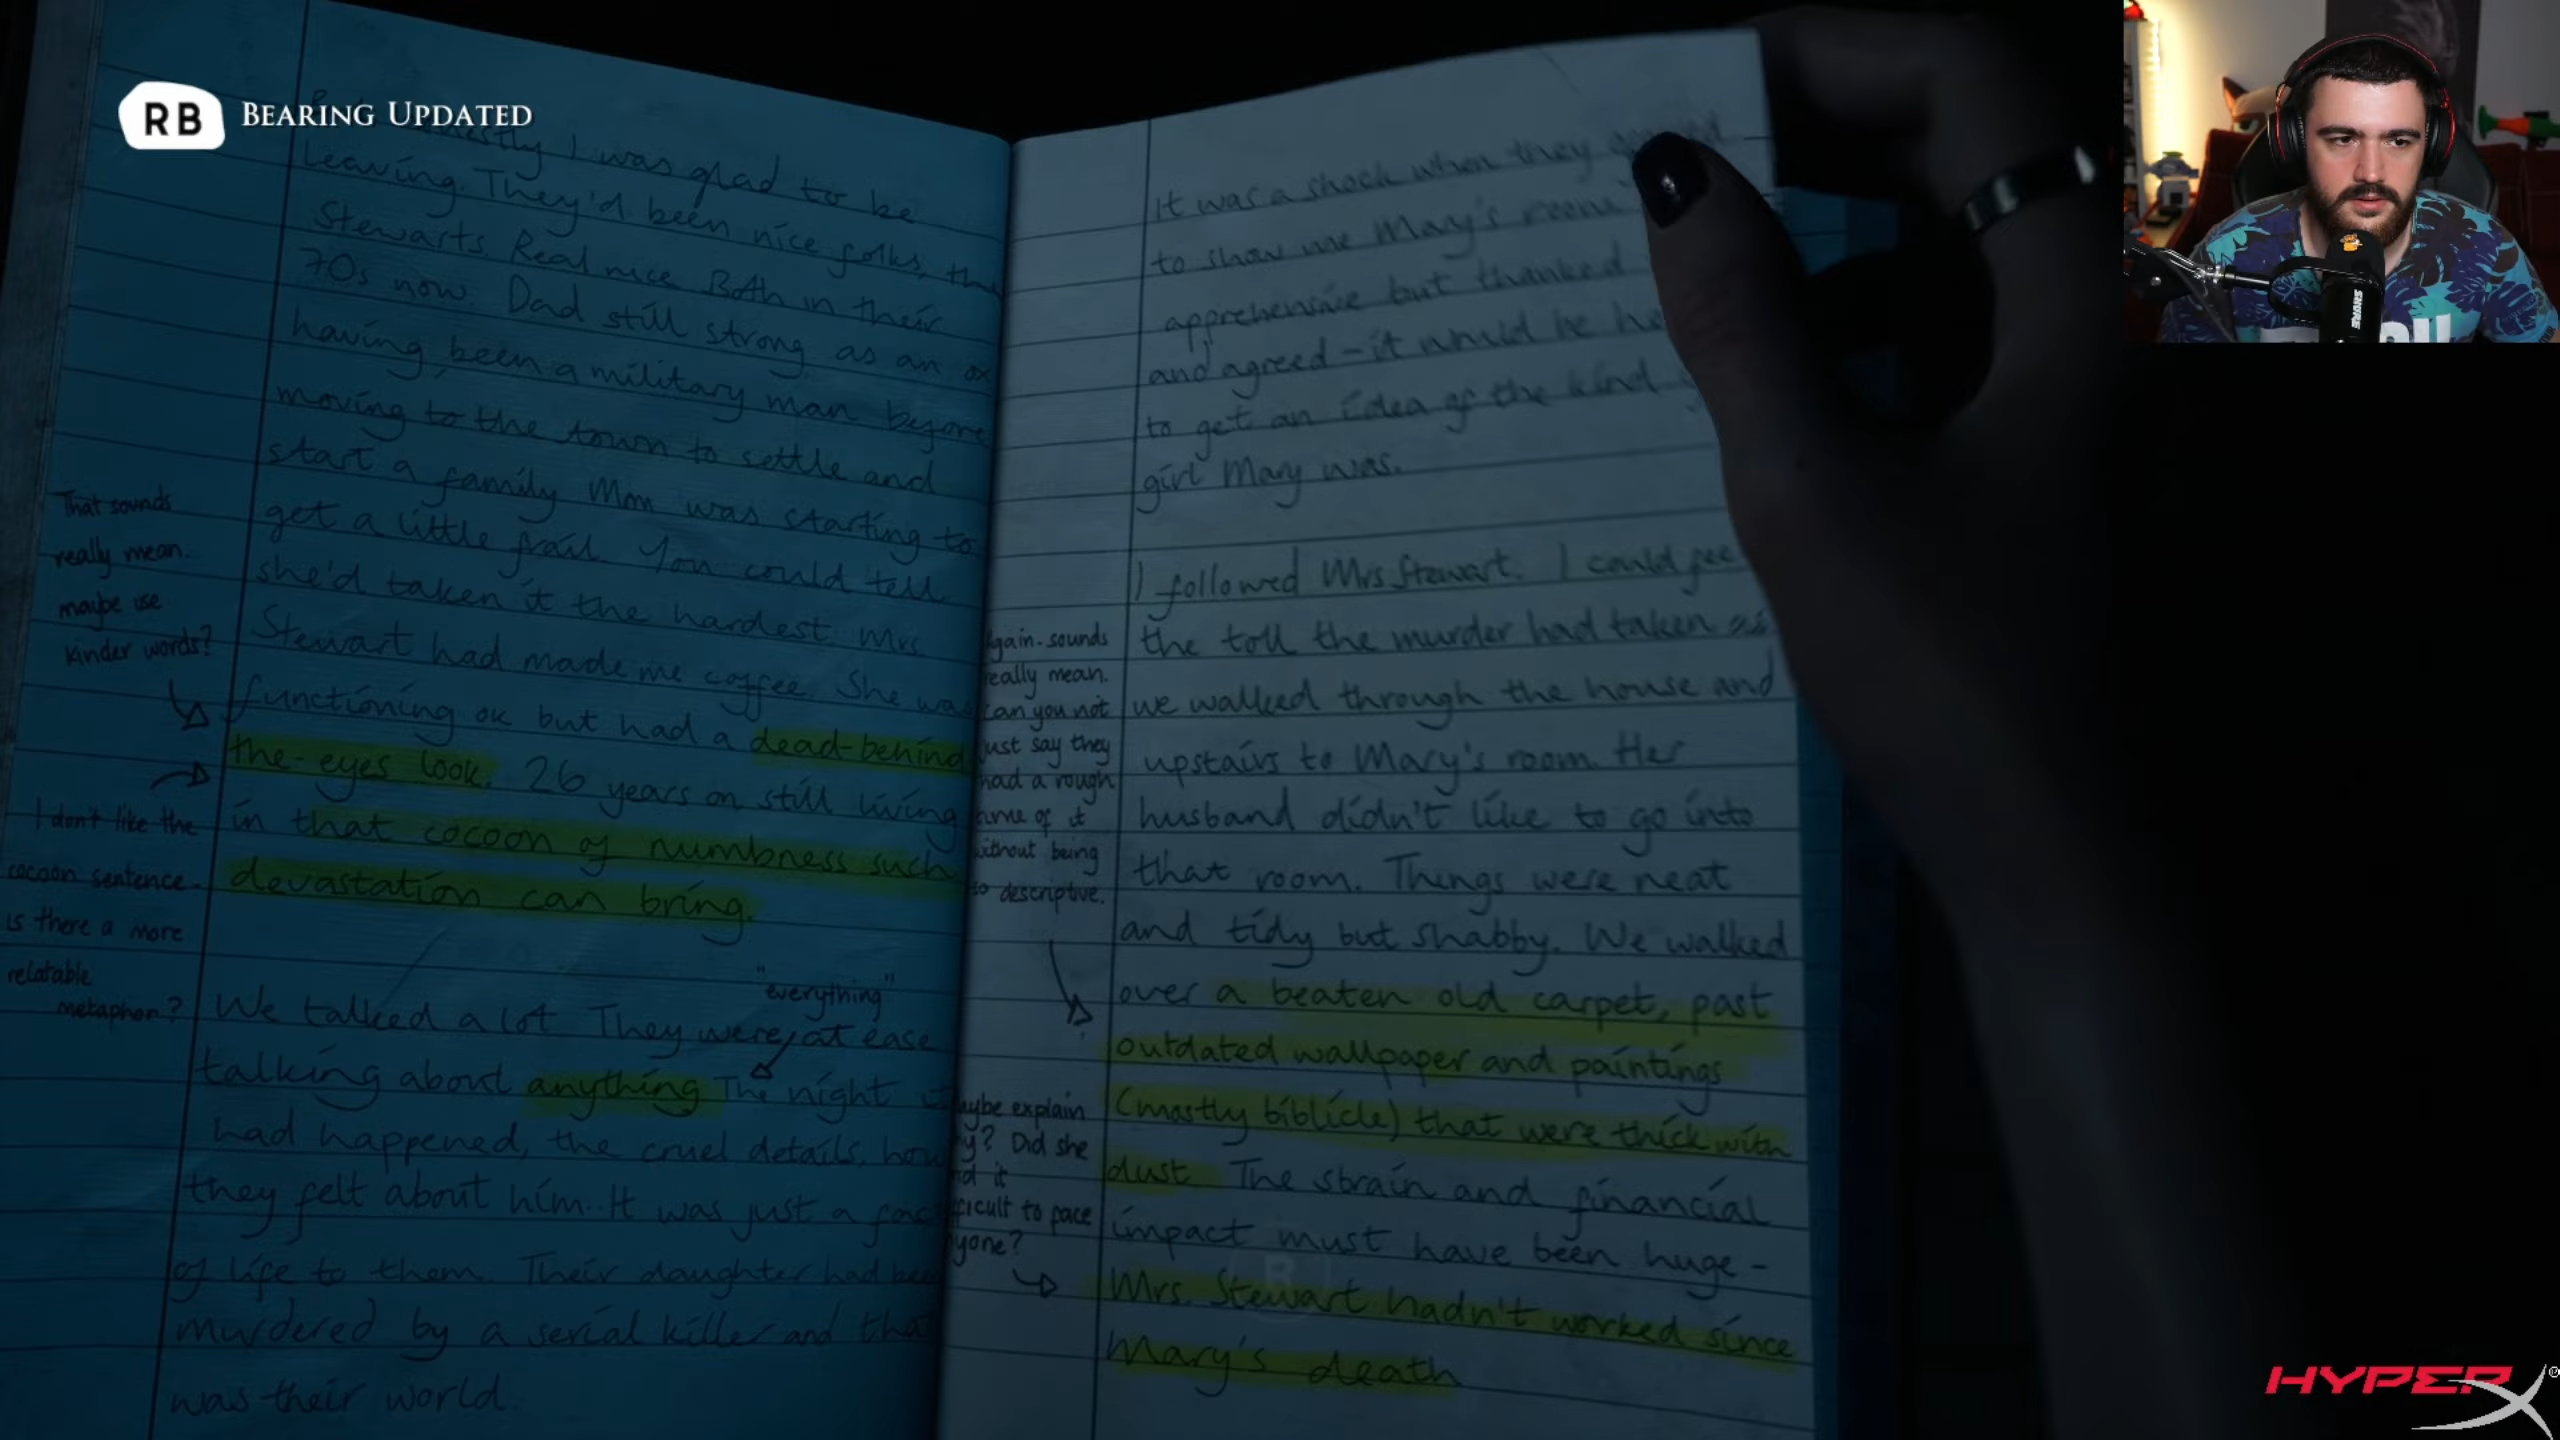 RB BEARING UPDATED
I was glad to be
leaving. They'd been nice folks, the
Stewarts. Real nice. Both in their
70s now. Dad still strong as an ox
having been a military man before
moving to the town to settle and
start a family. Mom was starting to
get a little frail. You could tell
she'd taken it the hardest. Mrs.
Stewart had made me coffee. She was
functioning ok but had a dead-behind
the-eyes look. 26 years on still living
in that cocoon of numbness such
devastation can bring.
We talked a lot. They were at ease
talking about anything. The night it
had happened, the cruel details, how
they felt about him. It was just a fact
of life to them. Their daughter had been
murdered by a serial killer and that
was their world.
That sounds
really mean.
maybe use
kinder words?
I don't like the
cocoon sentence-
is there a more
relatable
metaphor?
"everything"
It was a shock when they
to show me Mary's room
apprehensive but thanked
and agreed - it would be
to get an idea of the kind
girl Mary was.
I followed Mrs Stewart. I could see
the toll the murder had taken as
we walked through the house and
upstairs to Mary's room. Her
husband didn't like to go into
that room. Things were neat
and tidy but shabby. We walked
over a beaten old carpet, past
outdated wallpaper and paintings
(mostly biblicle) that were thick with
dust. The strain and financial
impact must have been huge -
Mrs. Stewart hadn't worked since
Mary's death
Again - sounds
really mean.
can you not
just say they
had a rough
time of it
without being
to descriptive.
maybe explain
? Did she
it
to face
SHURE
HYPERX